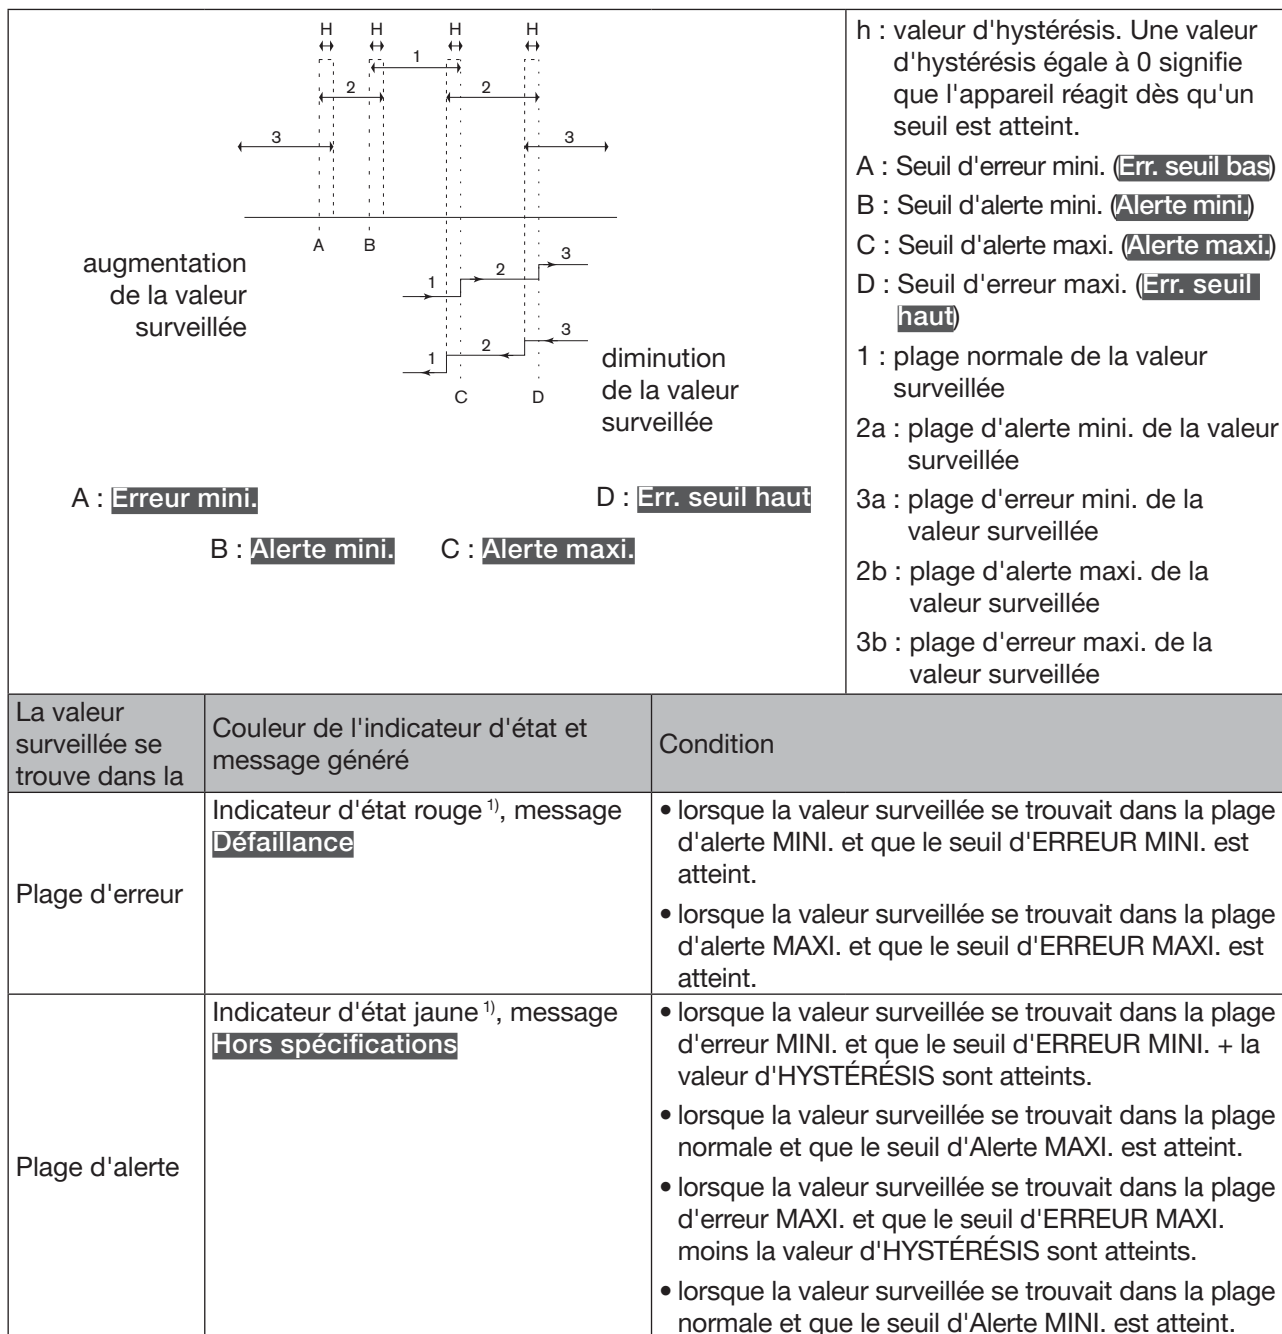 H H H H
1
2 2
3 3
A B
augmentation
de la valeur
surveillée
3
2
1
3
2
1
C D
diminution
de la valeur
surveillée
A : Erreur mini.
D : Err. seuil haut
B : Alerte mini.
C : Alerte maxi.
h : valeur d'hystérésis. Une valeur
d'hystérésis égale à 0 signifie
que l'appareil réagit dès qu'un
seuil est atteint.
A : Seuil d'erreur mini. (Err. seuil bas)
B : Seuil d'alerte mini. (Alerte mini.)
C : Seuil d'alerte maxi. (Alerte maxi.)
D : Seuil d'erreur maxi. (Err. seuil
haut)
1 : plage normale de la valeur
surveillée
2a : plage d'alerte mini. de la valeur
surveillée
3a : plage d'erreur mini. de la
valeur surveillée
2b : plage d'alerte maxi. de la
valeur surveillée
3b : plage d'erreur maxi. de la
valeur surveillée
La valeur
surveillée se
trouve dans la
Couleur de l'indicateur d'état et
message généré
Condition
Plage d'erreur
Indicateur d'état rouge 1), message
Défaillance
• lorsque la valeur surveillée se trouvait dans la plage
d'alerte MINI. et que le seuil d'ERREUR MINI. est
atteint.
• lorsque la valeur surveillée se trouvait dans la plage
d'alerte MAXI. et que le seuil d'ERREUR MAXI. est
atteint.
Plage d'alerte
Indicateur d'état jaune 1), message
Hors spécifications
• lorsque la valeur surveillée se trouvait dans la plage
d'erreur MINI. et que le seuil d'ERREUR MINI. + la
valeur d'HYSTÉRÉSIS sont atteints.
• lorsque la valeur surveillée se trouvait dans la plage
normale et que le seuil d'Alerte MAXI. est atteint.
• lorsque la valeur surveillée se trouvait dans la plage
d'erreur MAXI. et que le seuil d'ERREUR MAXI.
moins la valeur d'HYSTÉRÉSIS sont atteints.
• lorsque la valeur surveillée se trouvait dans la plage
normale et que le seuil d'Alerte MINI. est atteint.